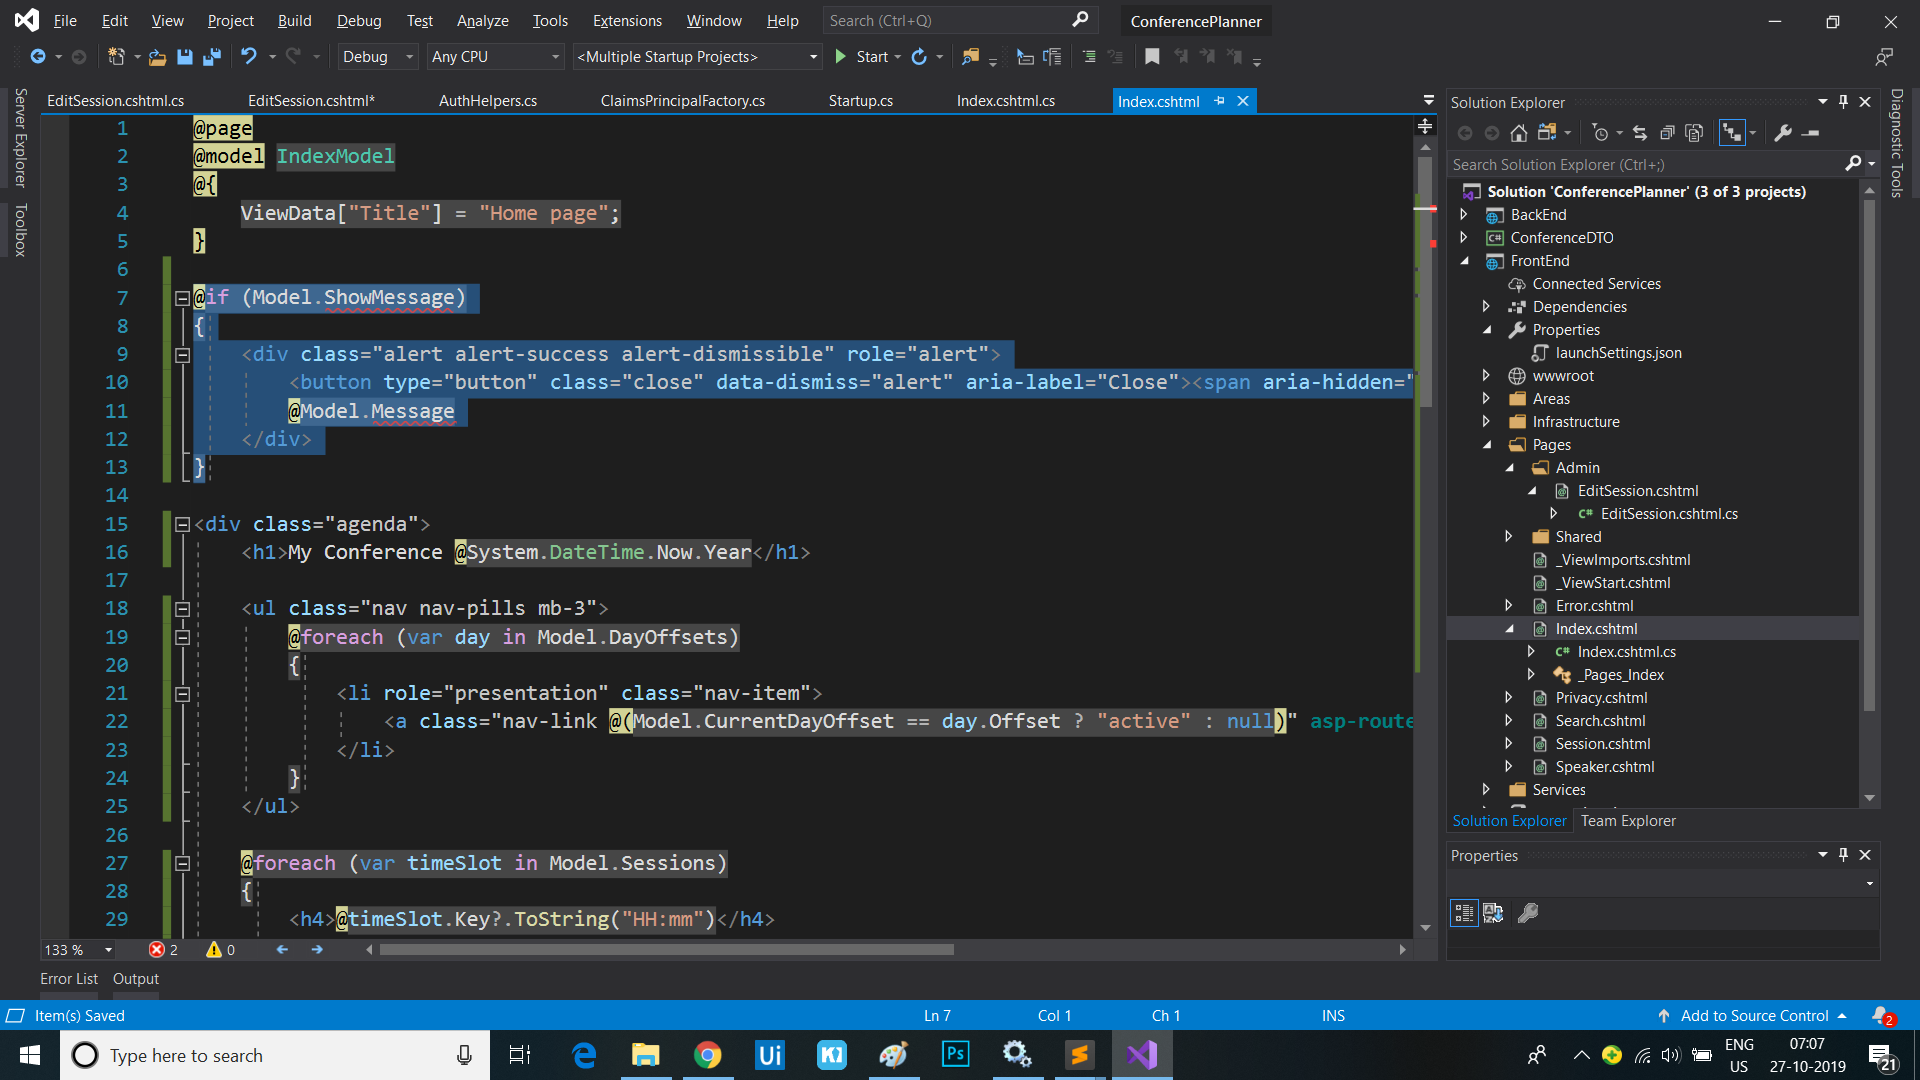 File Edit View Project Build Debug Test Analyze Tools Extensions Window Help Search (Ctrl+Q) ConferencePlanner
Debug Any CPU <Multiple Startup Projects> Start
Server Explorer
Toolbox
EditSession.cshtml.cs EditSession.cshtml* AuthHelpers.cs ClaimsPrincipalFactory.cs Startup.cs Index.cshtml.cs Index.cshtml
1 @page
2 @model IndexModel
3 @{
4 ViewData["Title"] = "Home page";
5 }
6
7 @if (Model.ShowMessage)
8 {
9 <div class="alert alert-success alert-dismissible" role="alert">
10 <button type="button" class="close" data-dismiss="alert" aria-label="Close"><span aria-hidden="
11 @Model.Message
12 </div>
13 }
14
15 <div class="agenda">
16 <h1>My Conference @System.DateTime.Now.Year</h1>
17
18 <ul class="nav nav-pills mb-3">
19 @foreach (var day in Model.DayOffsets)
20 {
21 <li role="presentation" class="nav-item">
22 <a class="nav-link @(Model.CurrentDayOffset == day.Offset ? "active" : null)" asp-route
23 </li>
24 }
25 </ul>
26
27 @foreach (var timeSlot in Model.Sessions)
28 {
29 <h4>@timeSlot.Key?.ToString("HH:mm")</h4>
133 % 2 0
Error List Output
Solution Explorer
Search Solution Explorer (Ctrl+;)
Solution 'ConferencePlanner' (3 of 3 projects)
BackEnd
C# ConferenceDTO
FrontEnd
Connected Services
Dependencies
Properties
launchSettings.json
wwwroot
Areas
Infrastructure
Pages
Admin
EditSession.cshtml
C# EditSession.cshtml.cs
Shared
_ViewImports.cshtml
_ViewStart.cshtml
Error.cshtml
Index.cshtml
C# Index.cshtml.cs
_Pages_Index
Privacy.cshtml
Search.cshtml
Session.cshtml
Speaker.cshtml
Services
Solution Explorer Team Explorer
Properties
Diagnostic Tools
Item(s) Saved Ln 7 Col 1 Ch 1 INS Add to Source Control 2
Type here to search Ui Ps ENG
US 07:07
27-10-2019 21